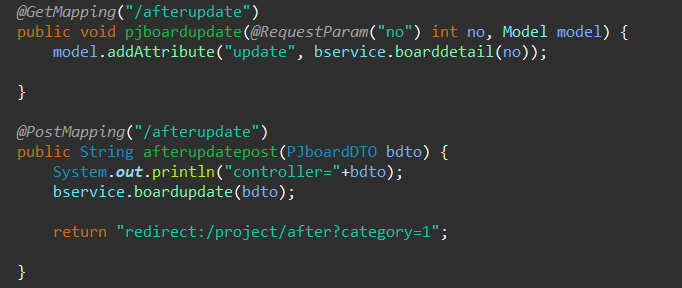 @GetMapping("/afterupdate")
public void pjboardupdate(@RequestParam("no") int no, Model model) {
model.addAttribute("update", bservice.boarddetail(no));
}
@PostMapping("/afterupdate")
public String afterupdatepost(PJboardDTO bdto) {
System.out.println("controller="+bdto);
bservice.boardupdate(bdto);
return "redirect:/project/after?category=1";
}